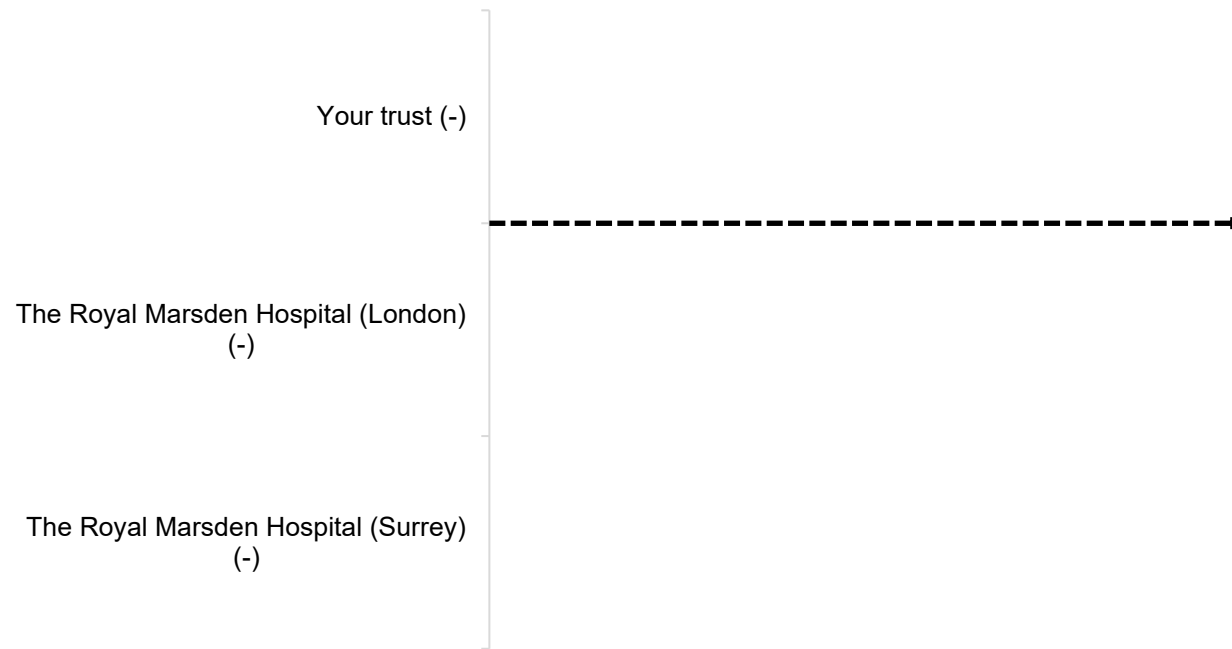 Your trust (-)
The Royal Marsden Hospital (London)
(-)
The Royal Marsden Hospital (Surrey)
(-)